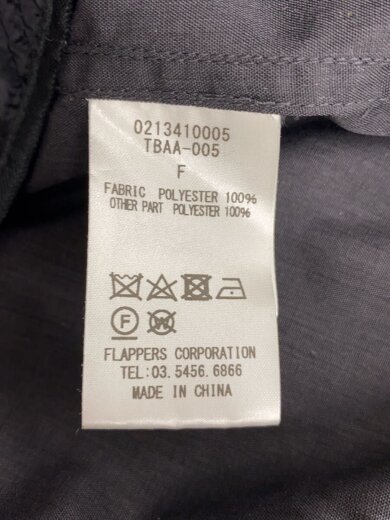 0213410005
TBAA-005
F
FABRIC POLYESTER 100%
OTHER PART POLYESTER 100%
F
W
FLAPPERS CORPORATION
TEL:03.5456.6866
MADE IN CHINA